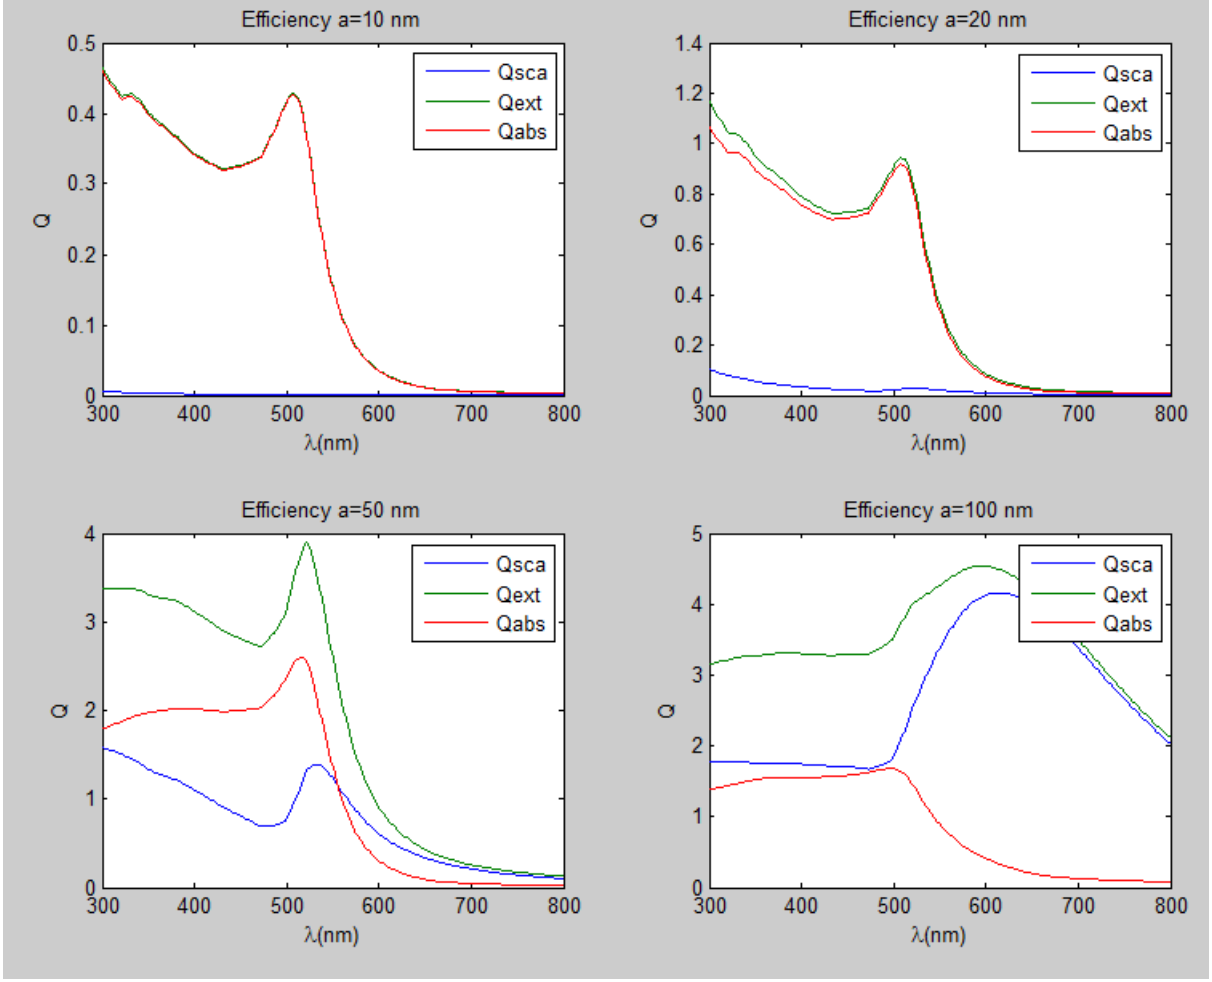 Efficiency a=10 nm
0.5
0.4
0.3
0.2
0.1
0
Q
Qsca
Qext
Qabs
300 400 500 600 700 800
λ(nm)
Efficiency a=20 nm
1.4
1.2
1
0.8
0.6
0.4
0.2
0
Q
Qsca
Qext
Qabs
300 400 500 600 700 800
λ(nm)
Efficiency a=50 nm
4
3
2
1
0
Q
Qsca
Qext
Qabs
300 400 500 600 700 800
λ(nm)
Efficiency a=100 nm
5
4
3
2
1
0
Q
Qsca
Qext
Qabs
300 400 500 600 700 800
λ(nm)